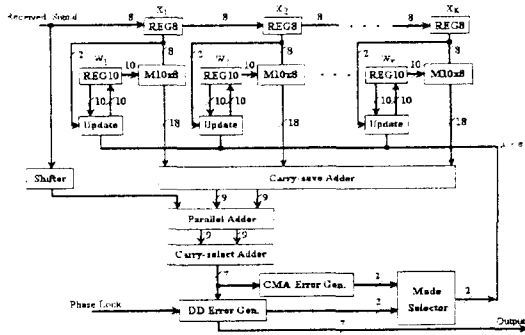 X1 X2 XK
Received Signal 8 8 8 8
REG8 REG8 REG8
2 8 2 8 2 8
W1 W2
REG10 10 M10x8 REG10 10 M10x8 REG10 10 M10x8
10 10 10 10 10 10
Update Update Update
18 18 18
Shifter Carry-save Adder
9 9
Parallel Adder
9 9
Carry-select Adder
7
CMA Error Gen. 2
Mode Selector 2
Phase Lock DD Error Gen. 2
7 Output